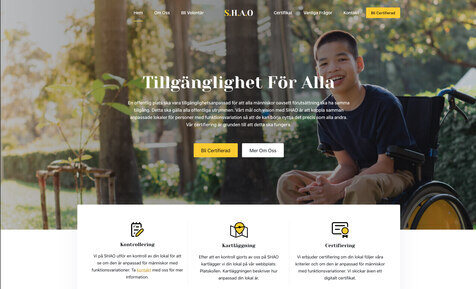 Hem
Om Oss
Bli Volontär
S.H.A.O
Certifikat
Vanliga Frågor
Kontakt
Bli Certifierad
Tillgänglighet För Alla
En offentlig plats ska vara tillgänglighetsanpassad för att alla människor oavsett förutsättning ska ha samma
tillgång. Detta ska gälla alla offentliga utrymmen. Vårt mål och vision med SHAO är att koppla samman
anpassade lokaler för personer med funktionsvariation så att de kan börja nyttja det precis som alla andra.
Vår certifiering är grunden till att detta ska fungera.
Bli Certifierad
Mer Om Oss
Kontrollering
Vi på SHAO utför en kontroll av din lokal för att
se om den är anpassad för människor med
funktionsvariationer. Ta kontakt med oss för mer
information.
Kartläggning
Efter att en kontroll gjorts av oss på SHAO
kartlägger vi din lokal på vår webbplats.
Platskollen. Kartläggningen beskriver hur
anpassad din lokal är.
Certifiering
Vi erbjuder certifiering om din lokal följer våra
kriterier och om den är anpassad för människor
med funktionsvariationer. Vi skickar även ett
digitalt certifikat.